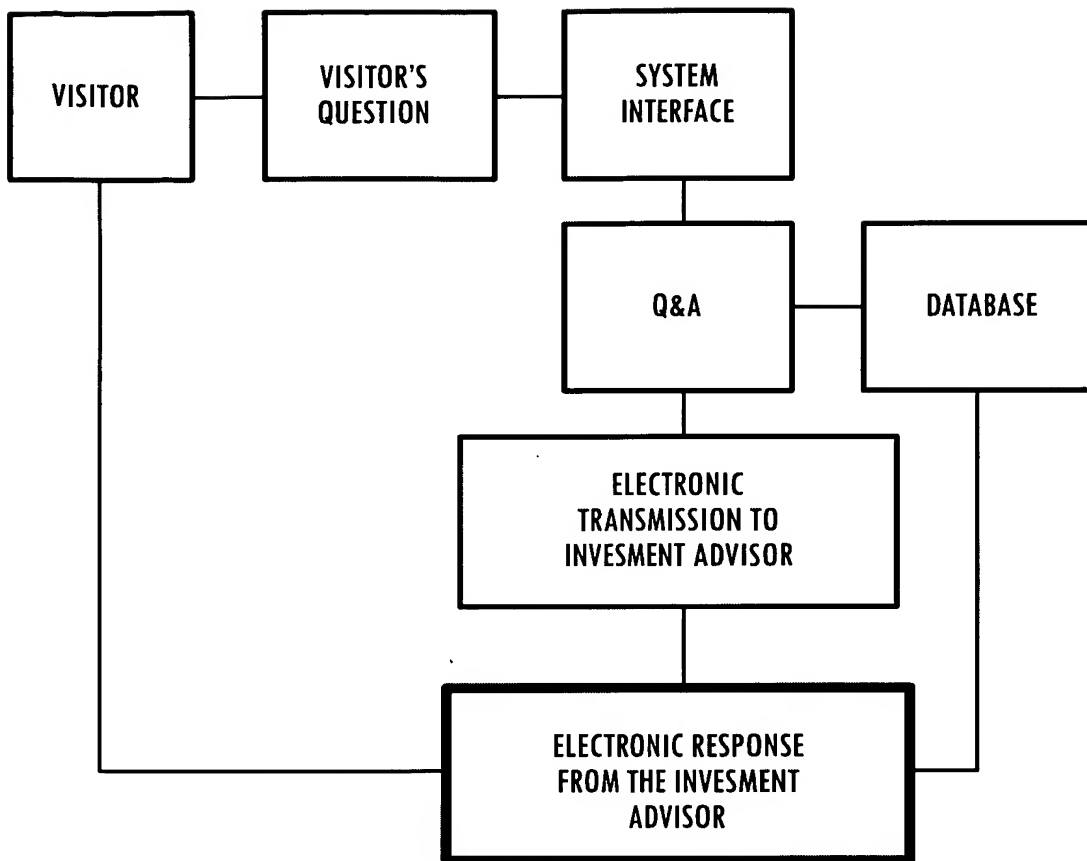 VISITOR
VISITOR'S
QUESTION
SYSTEM
INTERFACE
Q&A
DATABASE
ELECTRONIC
TRANSMISSION TO
INVESMENT ADVISOR
ELECTRONIC RESPONSE
FROM THE INVESMENT
ADVISOR